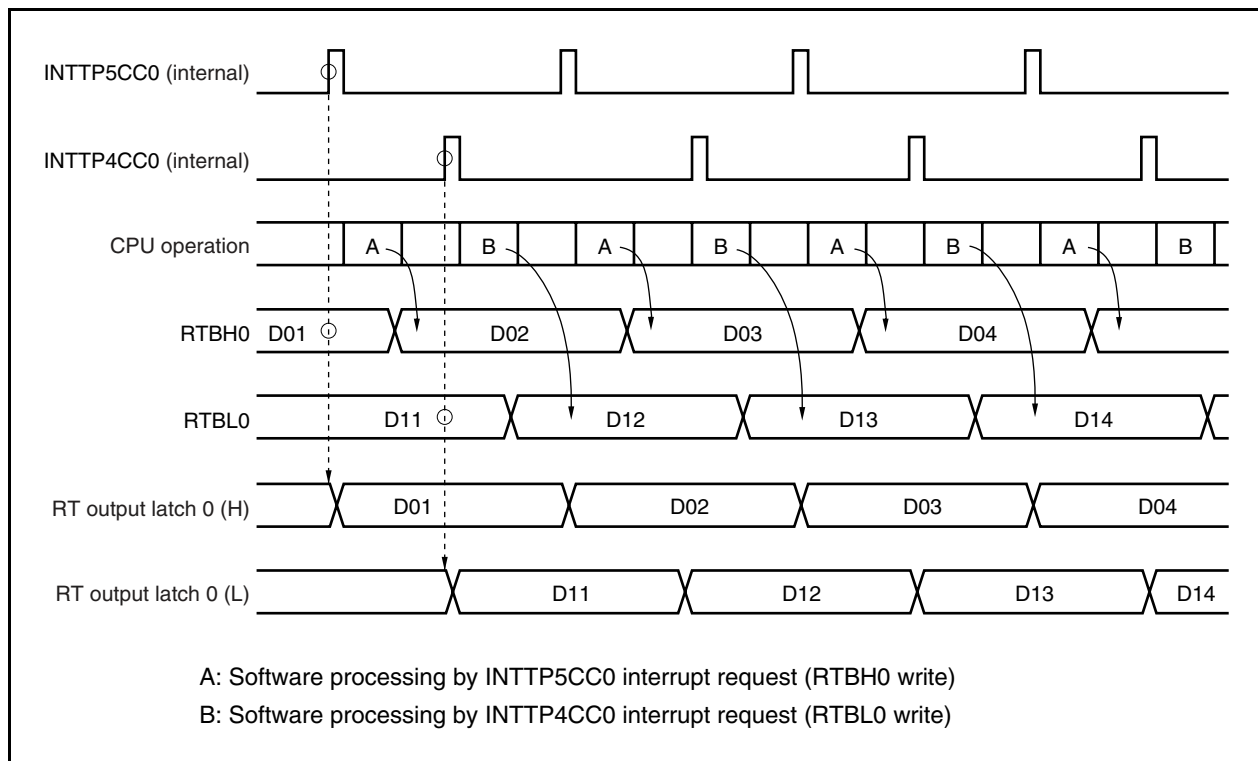 INTTP5CC0 (internal)
INTTP4CC0 (internal)
CPU operation A B A B A B A B
RTBH0 D01 D02 D03 D04
RTBL0 D11 D12 D13 D14
RT output latch 0 (H) D01 D02 D03 D04
RT output latch 0 (L) D11 D12 D13 D14
A: Software processing by INTTP5CC0 interrupt request (RTBH0 write)
B: Software processing by INTTP4CC0 interrupt request (RTBL0 write)